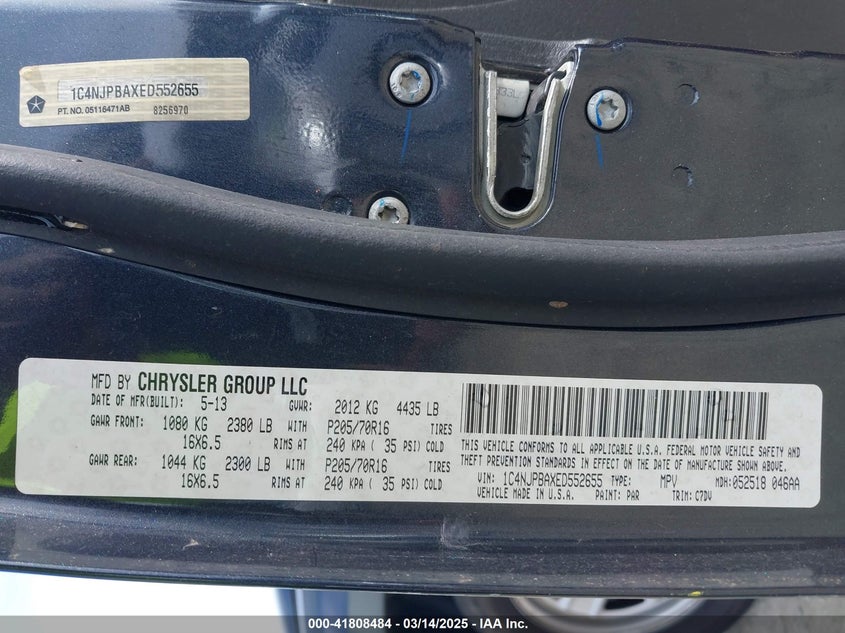 1C4NJPBAXED552655
PT. NO. 05116471AB 8256970
MFD BY CHRYSLER GROUP LLC
DATE OF MFR(BUILT): 5-13 GVWR: 2012 KG 4435 LB
GAWR FRONT: 1080 KG 2380 LB WITH P205/70R16 TIRES
16X6.5 RIMS AT 240 KPA ( 35 PSI) COLD
GAWR REAR: 1044 KG 2300 LB WITH P205/70R16 TIRES
16X6.5 RIMS AT 240 KPA ( 35 PSI) COLD
THIS VEHICLE CONFORMS TO ALL APPLICABLE U.S.A. FEDERAL MOTOR VEHICLE SAFETY AND
THEFT PREVENTION STANDARDS IN EFFECT ON THE DATE OF MANUFACTURE SHOWN ABOVE.
VIN: 1C4NJPBAXED552655 TYPE: MPV MDH: 052518 046AA
VEHICLE MADE IN U.S.A. PAINT: PAR TRIM: C7DV
000-41808484 - 03/14/2025 - IAA Inc.